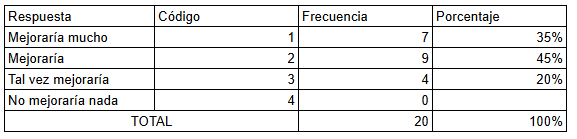 Respuesta Código Frecuencia Porcentaje
Mejoraría mucho 1 7 35%
Mejoraría 2 9 45%
Tal vez mejoraría 3 4 20%
No mejoraría nada 4 0
TOTAL 20 100%